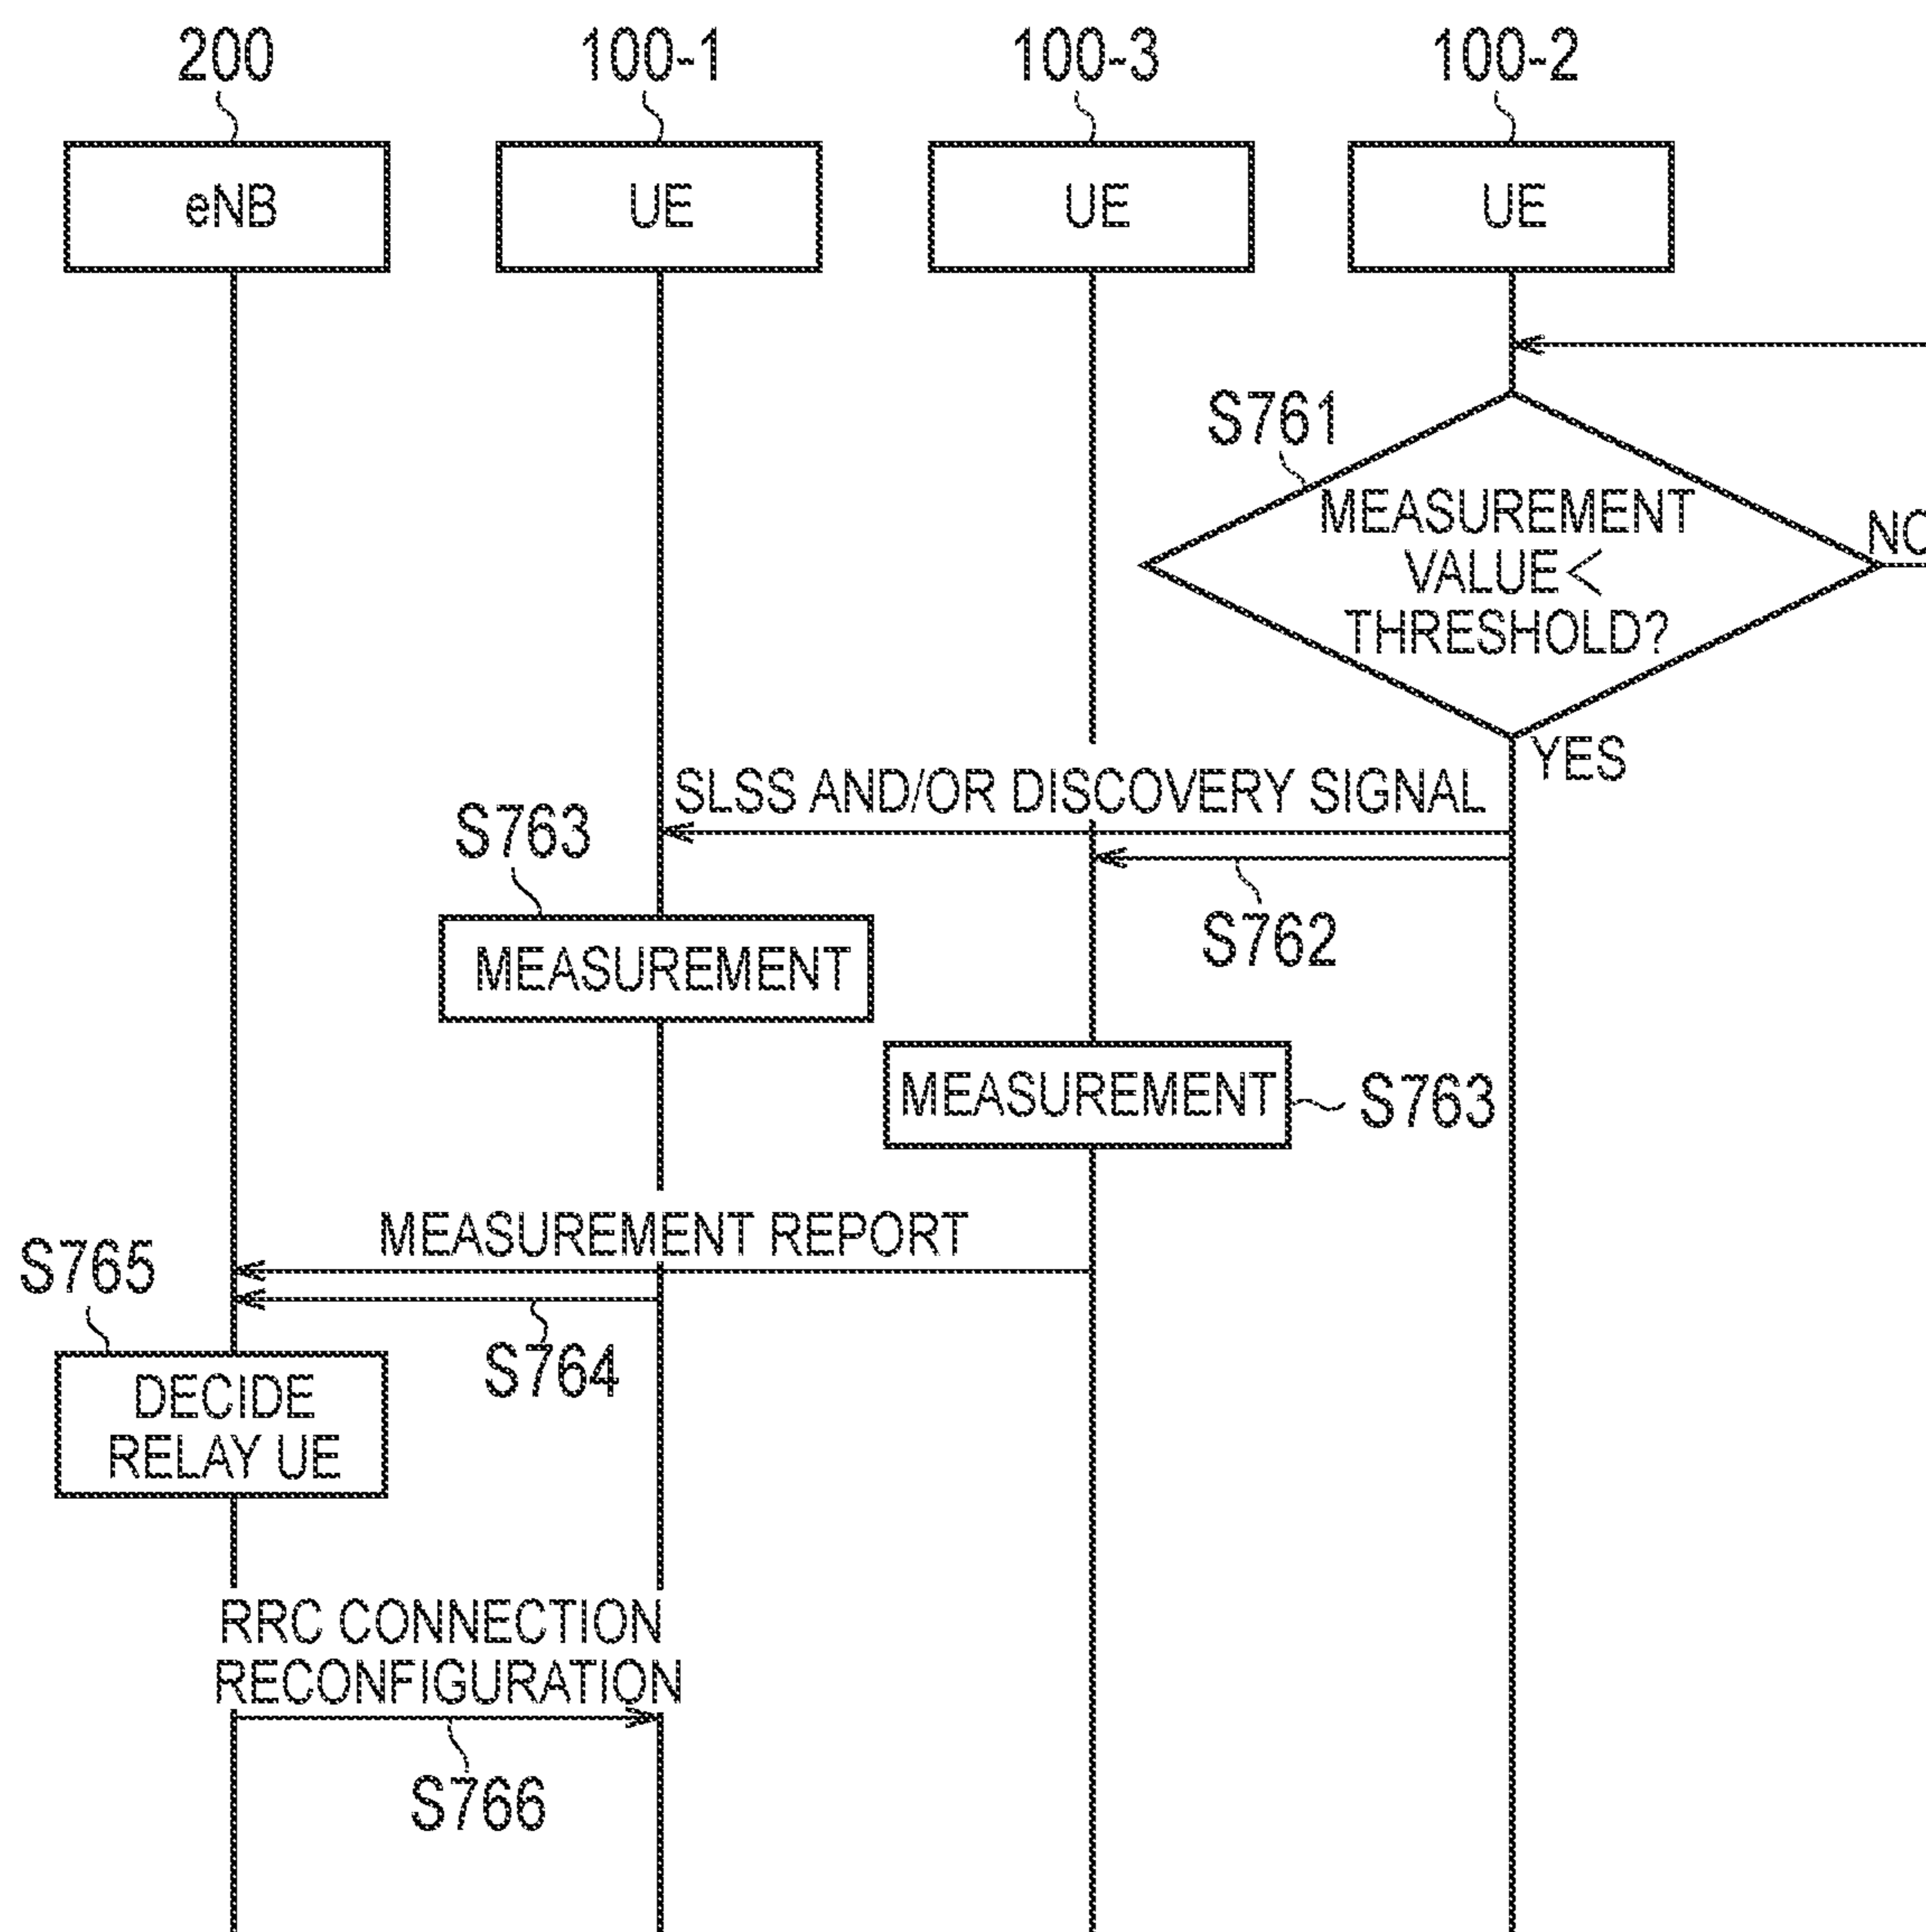 200
100-1
100-3
100-2
eNB
UE
UE
UE
S761
MEASUREMENT
VALUE<
THRESHOLD?
NO
YES
SLSS AND/OR DISCOVERY SIGNAL
S763
S762
MEASUREMENT
MEASUREMENT
S763
MEASUREMENT REPORT
S765
S764
DECIDE
RELAY UE
RRC CONNECTION
RECONFIGURATION
S766